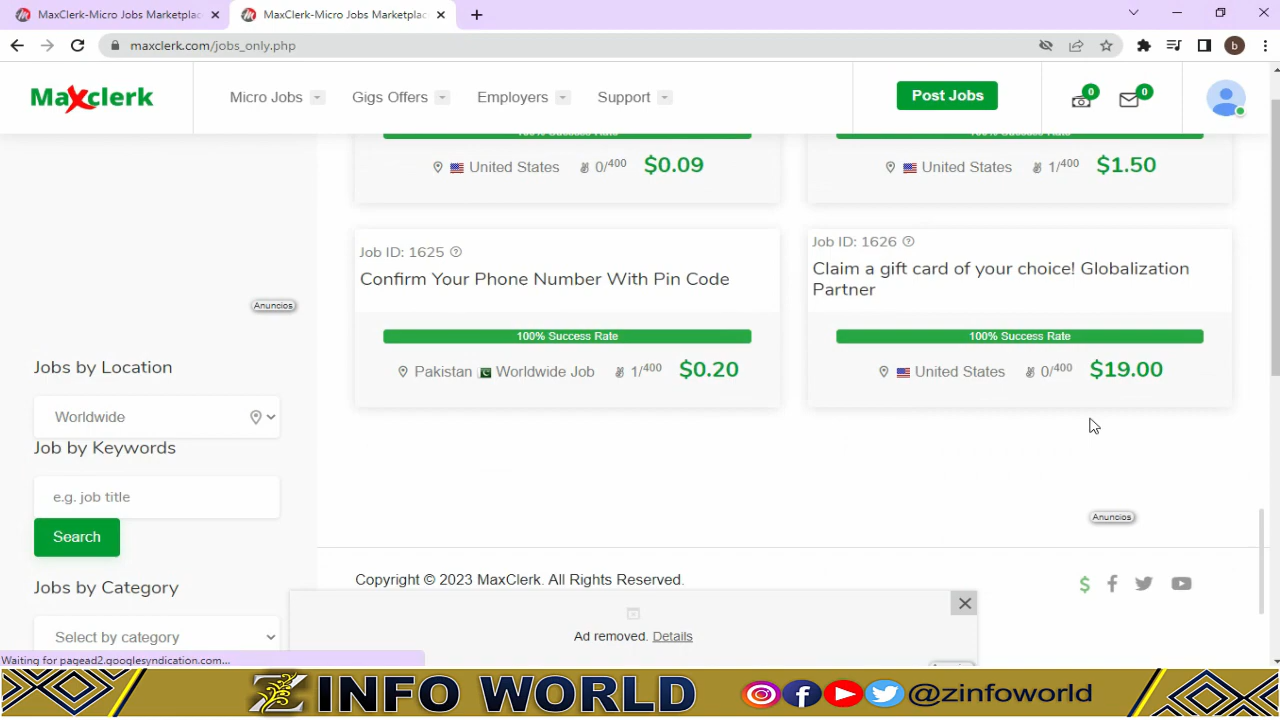 MaxClerk-Micro Jobs Marketplac
MaxClerk-Micro Jobs Marketplac
maxclerk.com/jobs_only.php
b
Maxclerk
Micro Jobs
Gigs Offers
Employers
Support
Post Jobs
0
0
100% Success Rate
100% Success Rate
United States 0/400 $0.09
United States 1/400 $1.50
Job ID: 1625
Confirm Your Phone Number With Pin Code
100% Success Rate
Pakistan Worldwide Job 1/400 $0.20
Job ID: 1626
Claim a gift card of your choice! Globalization
Partner
100% Success Rate
United States 0/400 $19.00
Anuncios
Jobs by Location
Worldwide
Job by Keywords
e.g. job title
Search
Jobs by Category
Select by category
Anuncios
Copyright © 2023 MaxClerk. All Rights Reserved.
$
Ad removed. Details
Waiting for pagead2.googlesyndication.com...
Z INFO WORLD
@zinfoworld